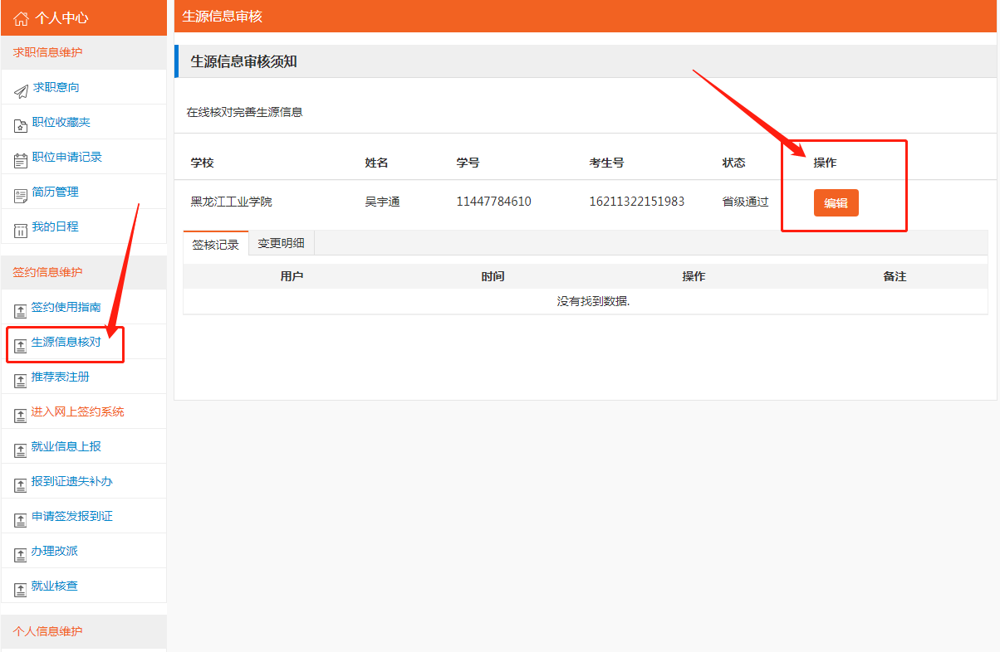 个人中心
求职信息维护
求职意向
职位收藏夹
职位申请记录
简历管理
我的日程
签约信息维护
签约使用指南
生源信息核对
推荐表注册
进入网上签约系统
就业信息上报
报到证遗失补办
申请签发报到证
办理改派
就业核查
个人信息维护
生源信息审核
生源信息审核须知
在线核对完善生源信息
学校 姓名 学号 考生号 状态 操作
黑龙江工业学院 吴宇通 11447784610 16211322151983 省级通过 编辑
签核记录 变更明细
用户 时间 操作 备注
没有找到数据.